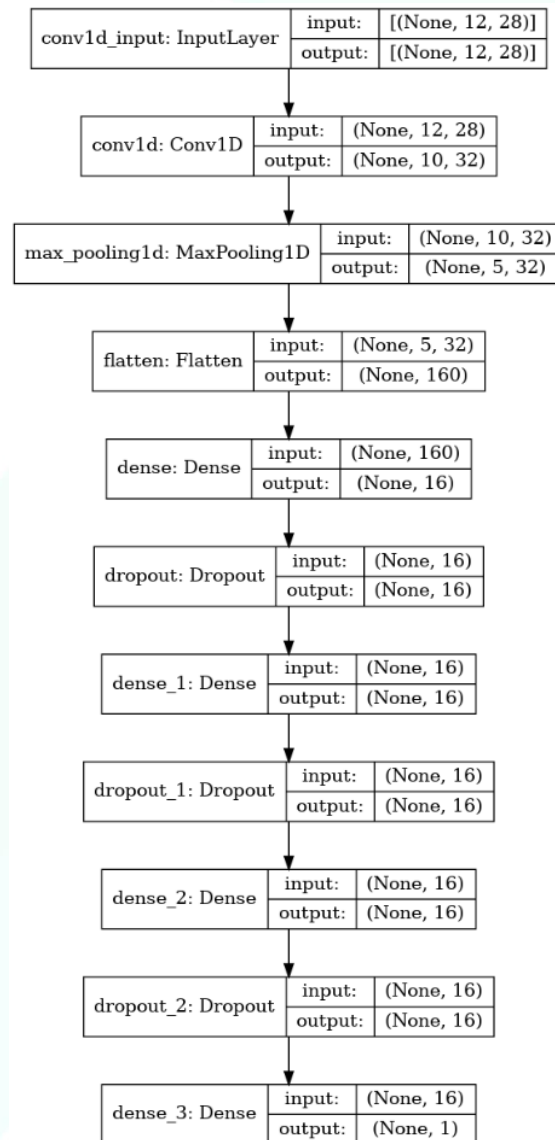 conv1d_input: InputLayer
input: [(None, 12, 28)]
output: [(None, 12, 28)]
conv1d: Conv1D
input: (None, 12, 28)
output: (None, 10, 32)
max_pooling1d: MaxPooling1D
input: (None, 10, 32)
output: (None, 5, 32)
flatten: Flatten
input: (None, 5, 32)
output: (None, 160)
dense: Dense
input: (None, 160)
output: (None, 16)
dropout: Dropout
input: (None, 16)
output: (None, 16)
dense_1: Dense
input: (None, 16)
output: (None, 16)
dropout_1: Dropout
input: (None, 16)
output: (None, 16)
dense_2: Dense
input: (None, 16)
output: (None, 16)
dropout_2: Dropout
input: (None, 16)
output: (None, 16)
dense_3: Dense
input: (None, 16)
output: (None, 1)